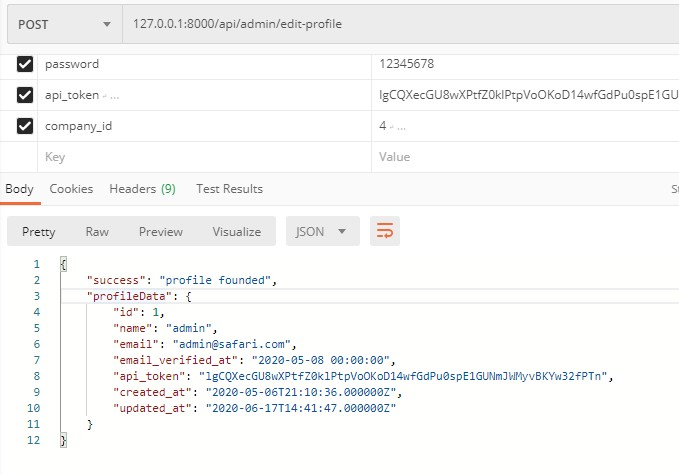 POST 127.0.0.1:8000/api/admin/edit-profile
password 12345678
api_token - ... lgCQXecGU8wXPtfZ0klPtpVoOKoD14wfGdPu0spE1GU
company_id 4 - ...
Key Value
Body Cookies Headers (9) Test Results St
Pretty Raw Preview Visualize JSON
1 {
2 "success": "profile founded",
3 "profileData": {
4 "id": 1,
5 "name": "admin",
6 "email": "admin@safari.com",
7 "email_verified_at": "2020-05-08 00:00:00",
8 "api_token": "lgCQXecGU8wXPtfZ0klPtpVoOKoD14wfGdPu0spE1GUNmJWMyvBKYw32fPTn",
9 "created_at": "2020-05-06T21:10:36.000000Z",
10 "updated_at": "2020-06-17T14:41:47.000000Z"
11 }
12 }